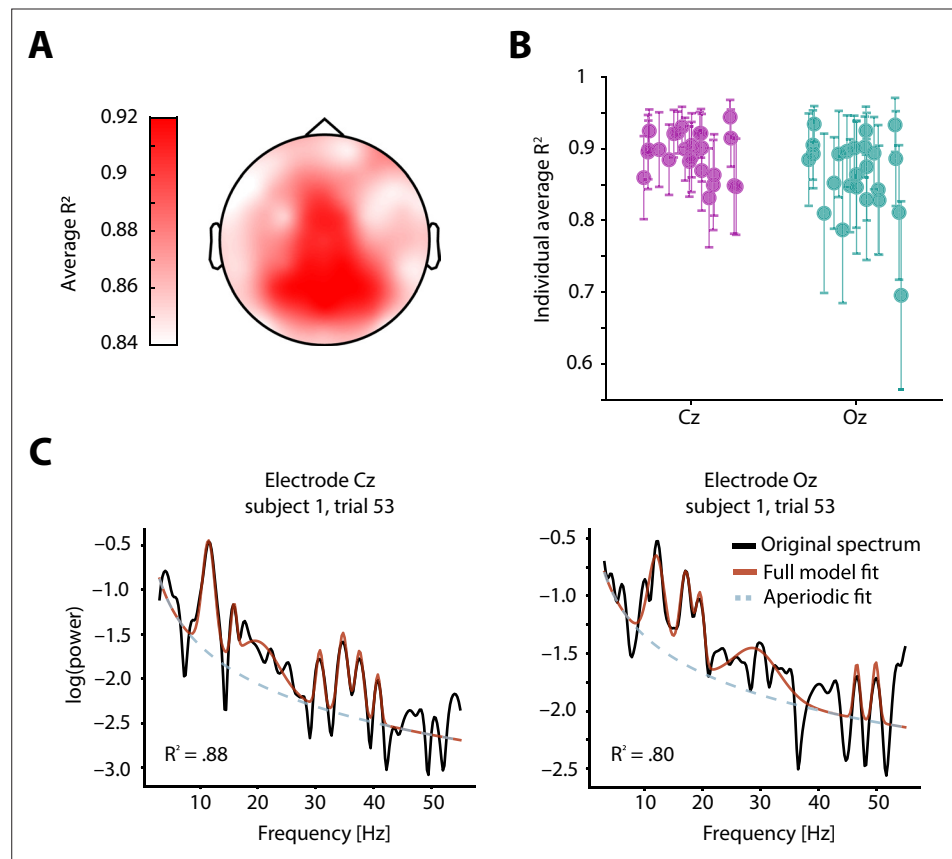 A
Average R²
0.92
0.9
0.88
0.86
0.84
B
Individual average R²
1
0.9
0.8
0.7
0.6
Cz
Oz
C
Electrode Cz
subject 1, trial 53
log(power)
−0.5
−1.0
−1.5
−2.0
−2.5
−3.0
R² = .88
10
20
30
40
50
Frequency [Hz]
Electrode Oz
subject 1, trial 53
Original spectrum
Full model fit
Aperiodic fit
−0.5
−1.0
−1.5
−2.0
−2.5
R² = .80
10
20
30
40
50
Frequency [Hz]